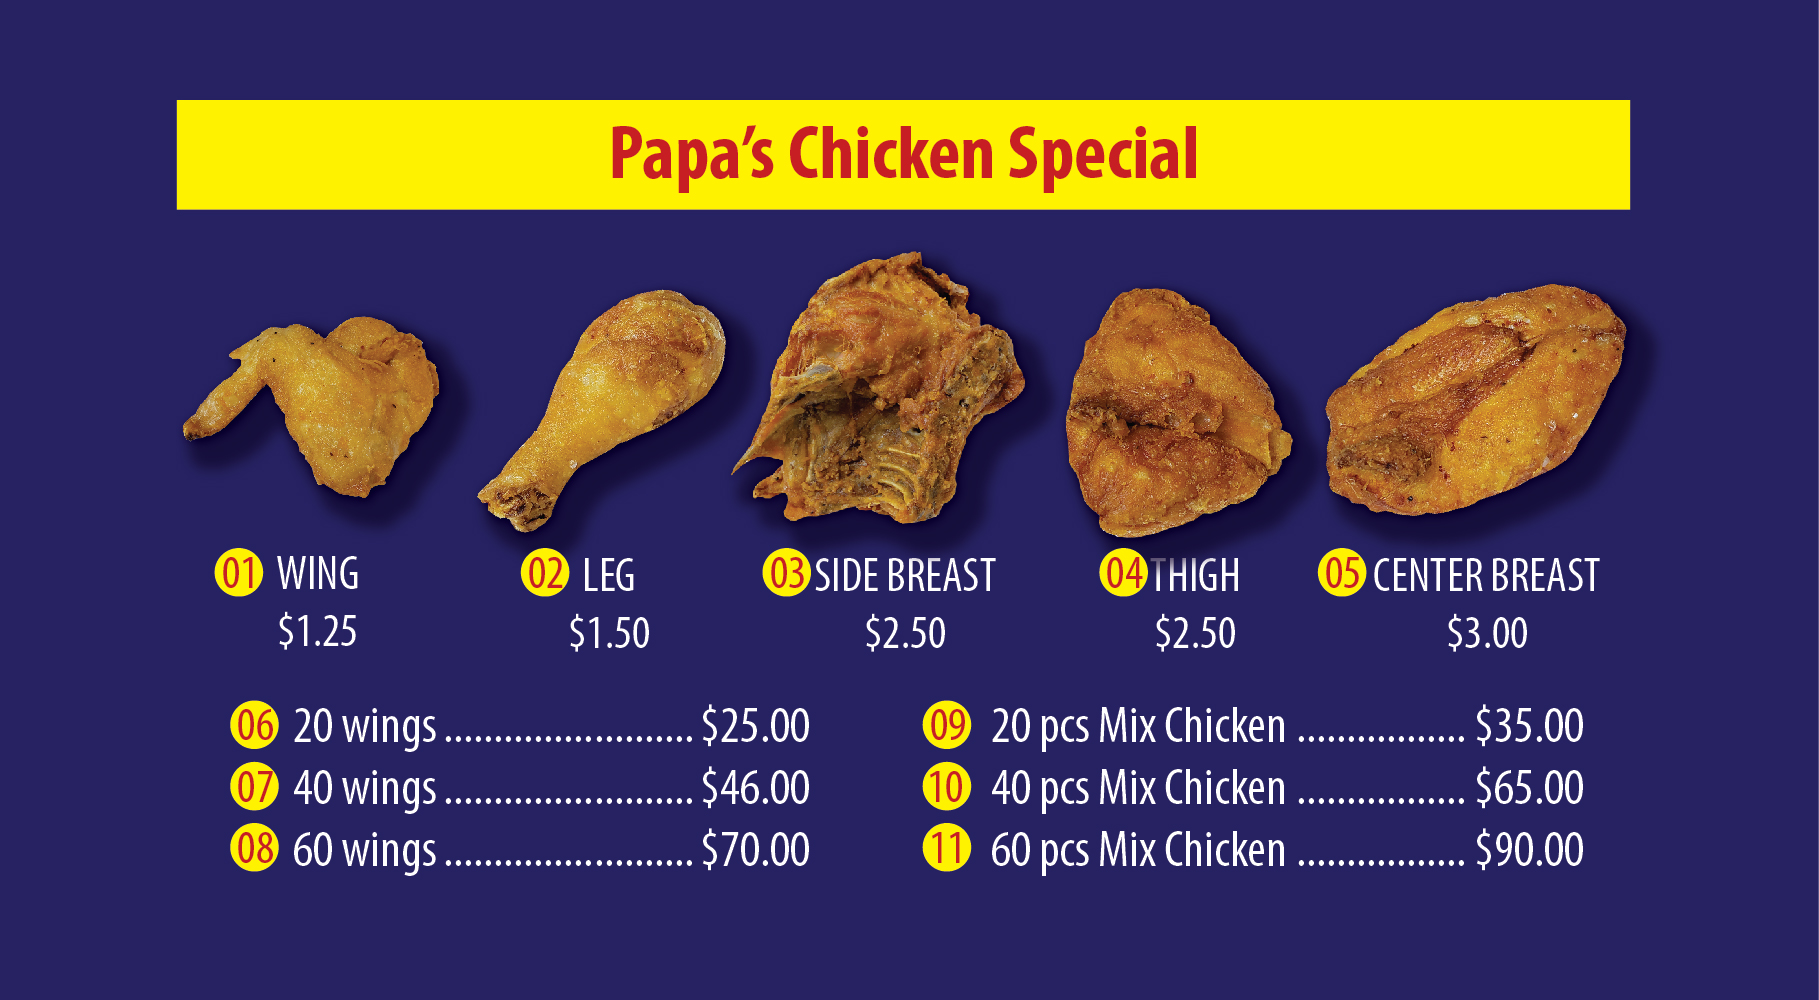 Papa’s Chicken Special
01 WING
$1.25
02 LEG
$1.50
03 SIDE BREAST
$2.50
04 THIGH
$2.50
05 CENTER BREAST
$3.00
06 20 wings ......................... $25.00
07 40 wings ......................... $46.00
08 60 wings ......................... $70.00
09 20 pcs Mix Chicken ................. $35.00
10 40 pcs Mix Chicken ................. $65.00
11 60 pcs Mix Chicken ................. $90.00